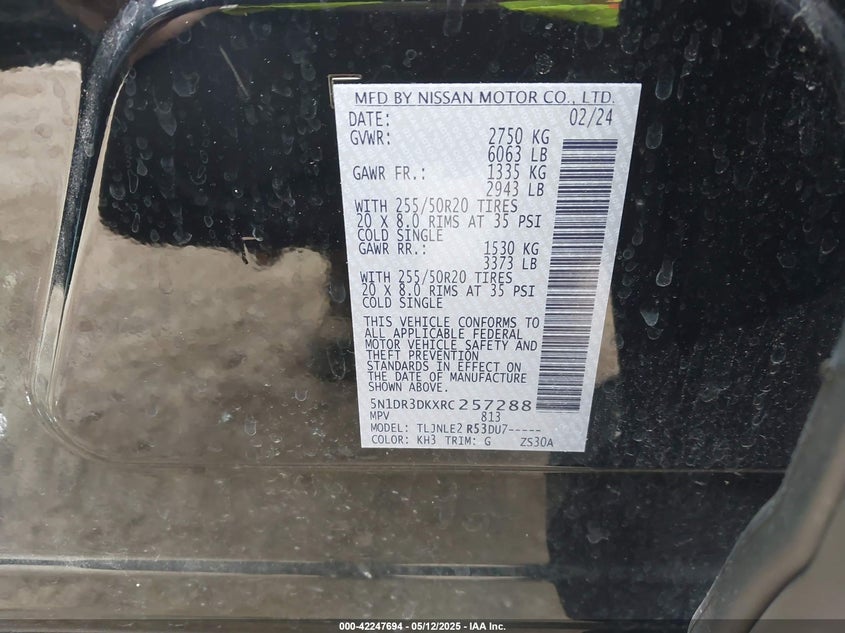 MFD BY NISSAN MOTOR CO., LTD.
DATE: 02/24
GVWR: 2750 KG
6063 LB
GAWR FR.: 1335 KG
2943 LB
WITH 255/50R20 TIRES
20 X 8.0 RIMS AT 35 PSI
COLD SINGLE
GAWR RR.: 1530 KG
3373 LB
WITH 255/50R20 TIRES
20 X 8.0 RIMS AT 35 PSI
COLD SINGLE
THIS VEHICLE CONFORMS TO
ALL APPLICABLE FEDERAL
MOTOR VEHICLE SAFETY AND
THEFT PREVENTION
STANDARDS IN EFFECT ON
THE DATE OF MANUFACTURE
SHOWN ABOVE.
5N1DR3DKXRC257288
MPV 813
MODEL: TLJNLE2 R53DU7-----
COLOR: KH3 TRIM: G ZS30A
000-42247694 - 05/12/2025 - IAA Inc.